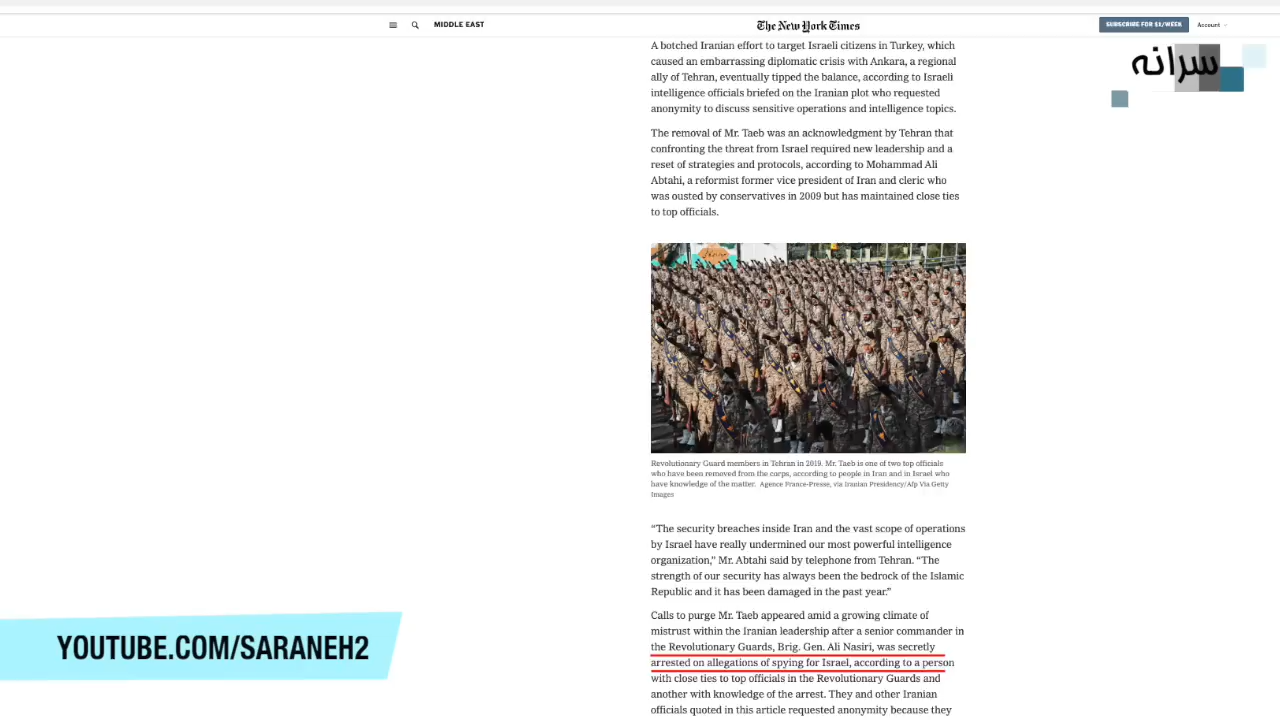 MIDDLE EAST
The New York Times
SUBSCRIBE FOR $1/WEEK
Account
سرانه
A botched Iranian effort to target Israeli citizens in Turkey, which
caused an embarrassing diplomatic crisis with Ankara, a regional
ally of Tehran, eventually tipped the balance, according to Israeli
intelligence officials briefed on the Iranian plot who requested
anonymity to discuss sensitive operations and intelligence topics.
The removal of Mr. Taeb was an acknowledgment by Tehran that
confronting the threat from Israel required new leadership and a
reset of strategies and protocols, according to Mohammad Ali
Abtahi, a reformist former vice president of Iran and cleric who
was ousted by conservatives in 2009 but has maintained close ties
to top officials.
Revolutionary Guard members in Tehran in 2019. Mr. Taeb is one of two top officials
who have been removed from the corps, according to people in Iran and in Israel who
have knowledge of the matter. Agence France-Presse, via Iranian Presidency/Afp Via Getty
Images
“The security breaches inside Iran and the vast scope of operations
by Israel have really undermined our most powerful intelligence
organization,” Mr. Abtahi said by telephone from Tehran. “The
strength of our security has always been the bedrock of the Islamic
Republic and it has been damaged in the past year.”
Calls to purge Mr. Taeb appeared amid a growing climate of
mistrust within the Iranian leadership after a senior commander in
the Revolutionary Guards, Brig. Gen. Ali Nasiri, was secretly
arrested on allegations of spying for Israel, according to a person
with close ties to top officials in the Revolutionary Guards and
another with knowledge of the arrest. They and other Iranian
officials quoted in this article requested anonymity because they
YOUTUBE.COM/SARANEH2